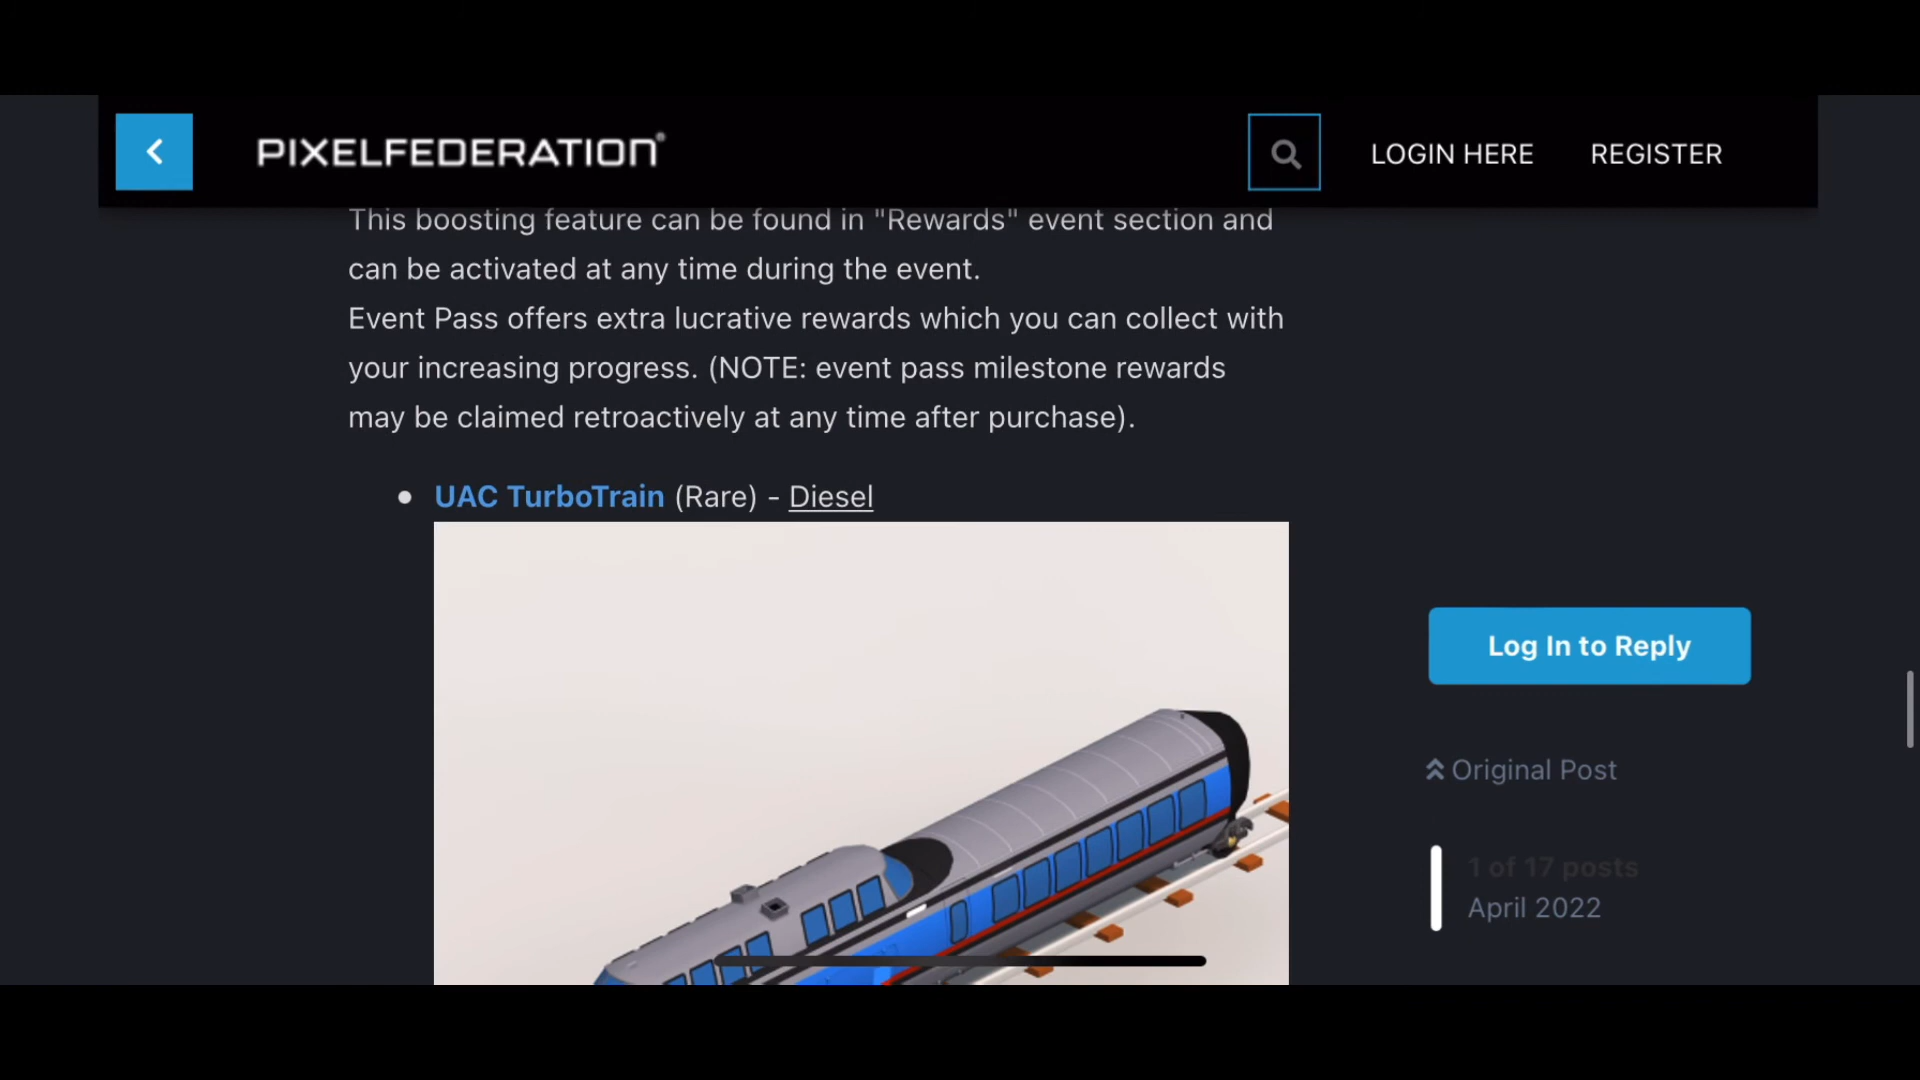 PIXELFEDERATION®
LOGIN HERE
REGISTER
This boosting feature can be found in "Rewards" event section and
can be activated at any time during the event.
Event Pass offers extra lucrative rewards which you can collect with
your increasing progress. (NOTE: event pass milestone rewards
may be claimed retroactively at any time after purchase).
UAC TurboTrain (Rare) - Diesel
Log In to Reply
Original Post
1 of 17 posts
April 2022